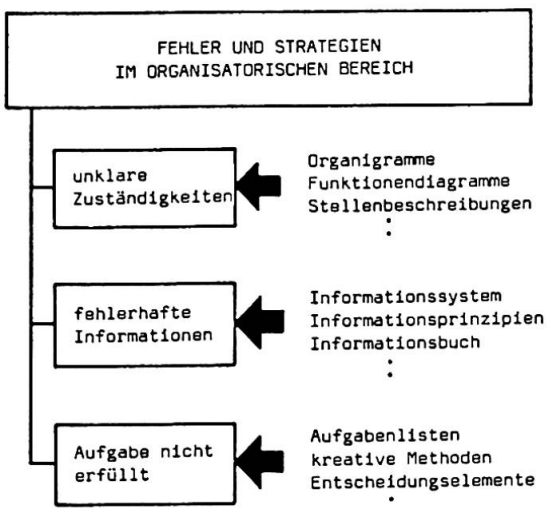 FEHLER UND STRATEGIEN
IM ORGANISATORISCHEN BEREICH
unklare
Zuständigkeiten
Organigramme
Funktionendiagramme
Stellenbeschreibungen
fehlerhafte
Informationen
Informationssystem
Informationsprinzipien
Informationsbuch
Aufgabe nicht
erfüllt
Aufgabenlisten
kreative Methoden
Entscheidungselemente